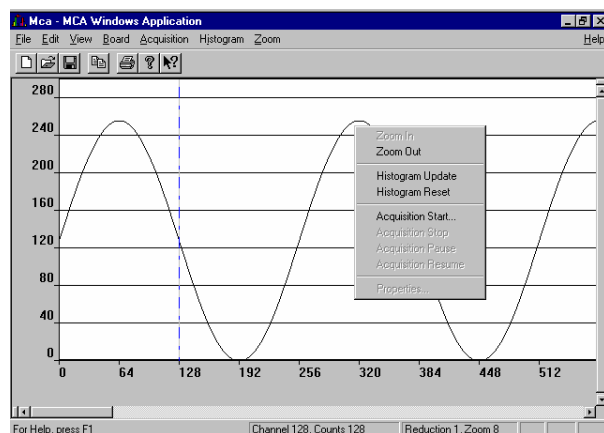 Mca - MCA Windows Application
File Edit View Board Acquisition Histogram Zoom Help
280
240
200
160
120
80
40
0
0 64 128 192 256 320 384 448 512
Zoom In
Zoom Out
Histogram Update
Histogram Reset
Acquisition Start...
Acquisition Stop
Acquisition Pause
Acquisition Resume
Properties...
For Help, press F1 Channel 128, Counts 128 Reduction 1, Zoom 8